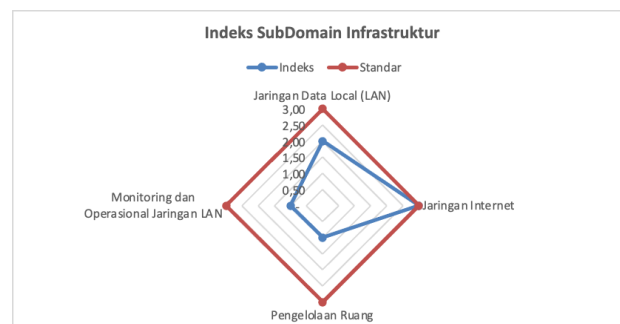 Indeks SubDomain Infrastruktur
Indeks Standar
Jaringan Data Local (LAN)
3,00
2,50
2,00
1,50
1,00
0,50
-
Jaringan Internet
Monitoring dan
Operasional Jaringan LAN
Pengelolaan Ruang